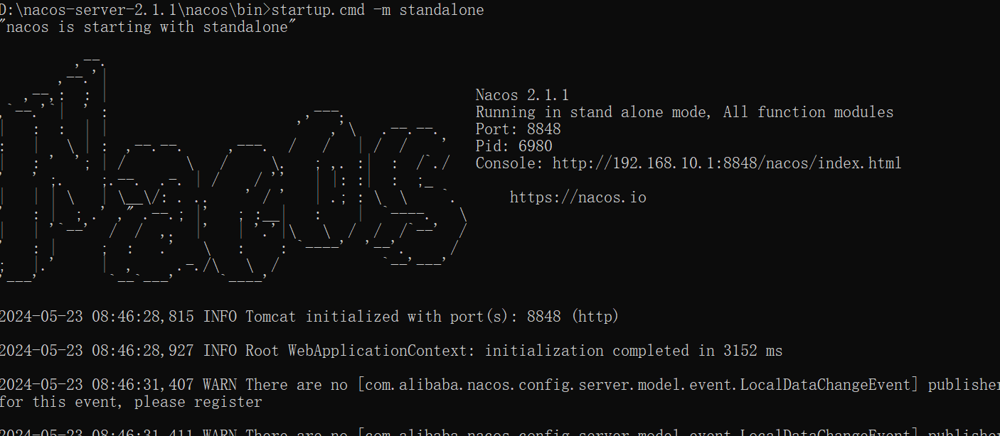 D:\nacos-server-2.1.1\nacos\bin>startup.cmd -m standalone
"nacos is starting with standalone"
Nacos 2.1.1
Running in stand alone mode, All function modules
Port: 8848
Pid: 6980
Console: http://192.168.10.1:8848/nacos/index.html
https://nacos.io
2024-05-23 08:46:28,815 INFO Tomcat initialized with port(s): 8848 (http)
2024-05-23 08:46:28,927 INFO Root WebApplicationContext: initialization completed in 3152 ms
2024-05-23 08:46:31,407 WARN There are no [com.alibaba.nacos.config.server.model.event.LocalDataChangeEvent] publisher
for this event, please register
2024-05-23 08:46:31,411 WARN There are no [com.alibaba.nacos.config.server.model.event.LocalDataChangeEvent] publisher